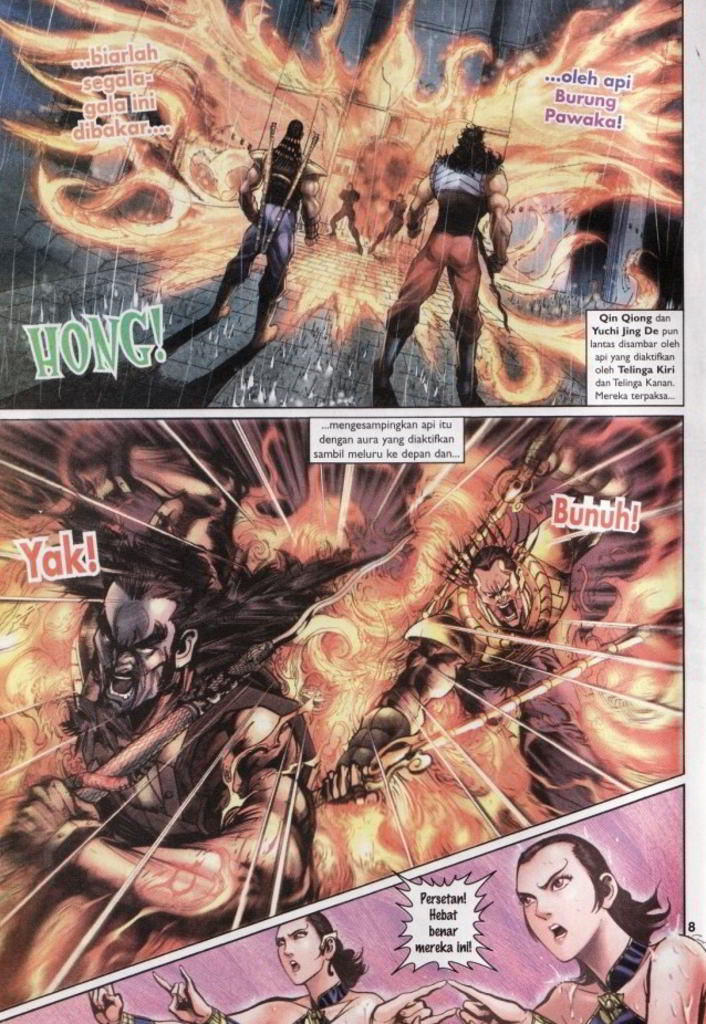 ...biarlah
segala-
gala ini
dibakar....
...oleh api
Burung
Pawaka!
HONG!
Qin Qiong dan
Yuchi Jing De pun
lantas disambar oleh
api yang diaktifkan
oleh Telinga Kiri
dan Telinga Kanan.
Mereka terpaksa...
...mengesampingkan api itu
dengan aura yang diaktifkan
sambil meluru ke depan dan...
Yak!
Bunuh!
Persetan!
Hebat
benar
mereka ini!
8